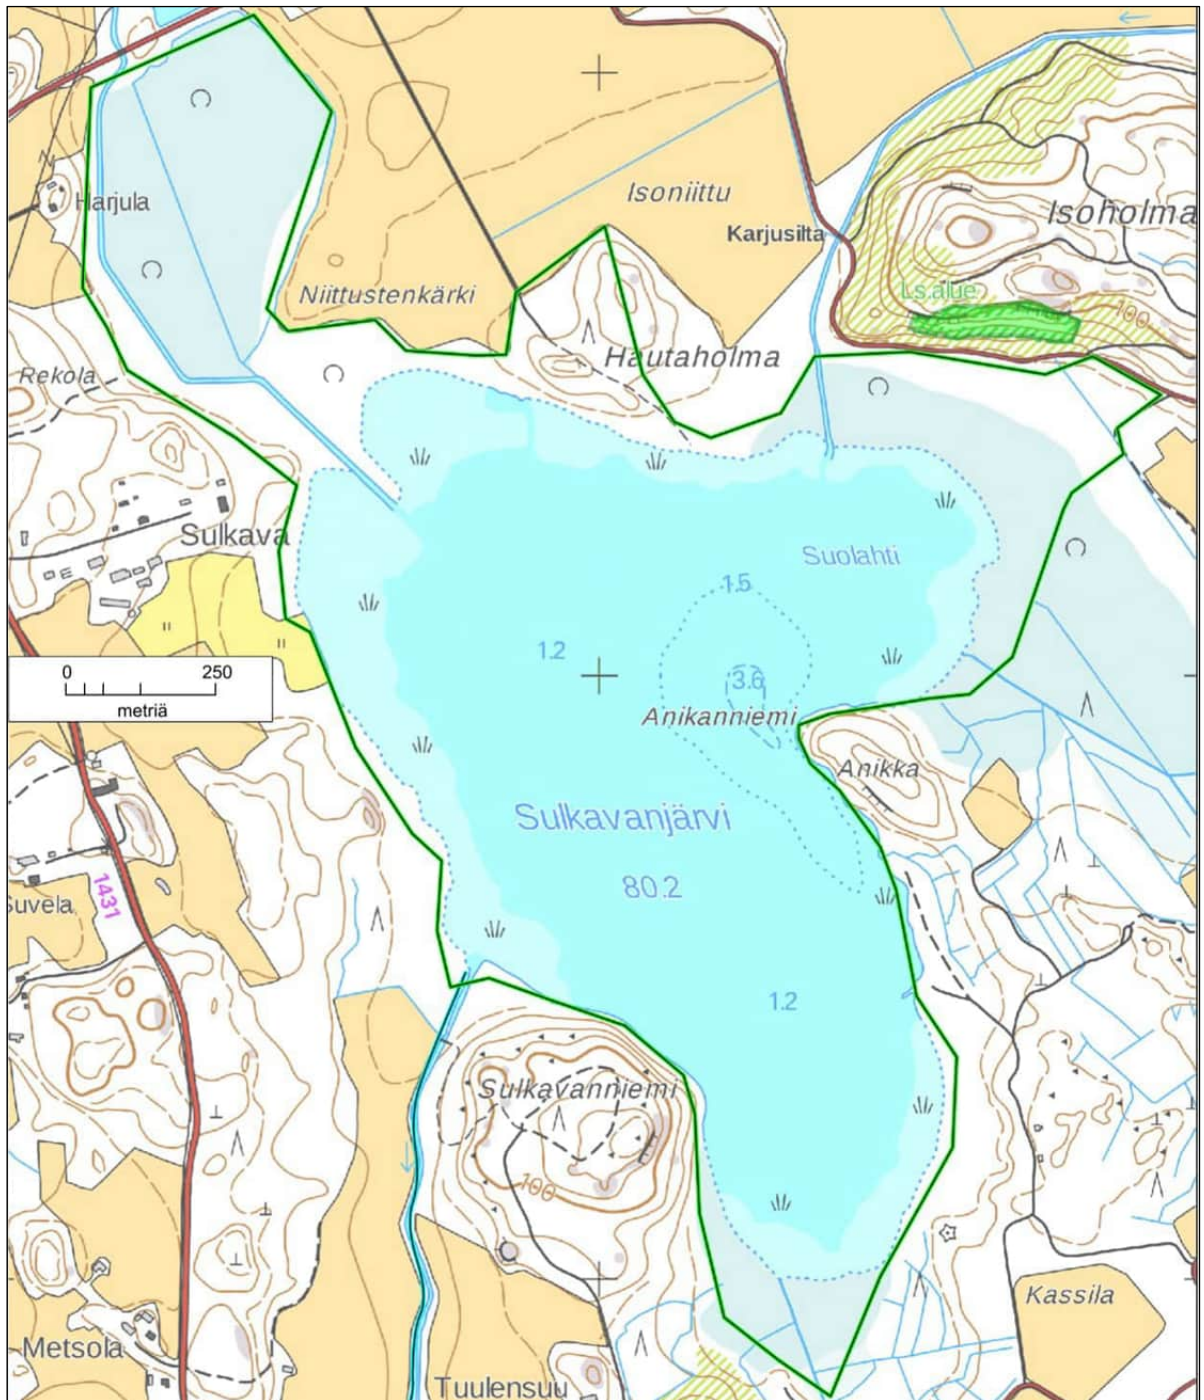 Isoniittu
Harjula
Isoholma
Karjusilta
Niittustenkärki
Ls.alue
100
Hautaholma
Rekola
Sulkava
Suolahti
1.5
1.2
0
250
metriä
3.6
Anikanniemi
Anikka
Sulkavanjärvi
80.2
1431
Suvela
1.2
Sulkavanniemi
100
Kassila
Metsola
Tuulensuu